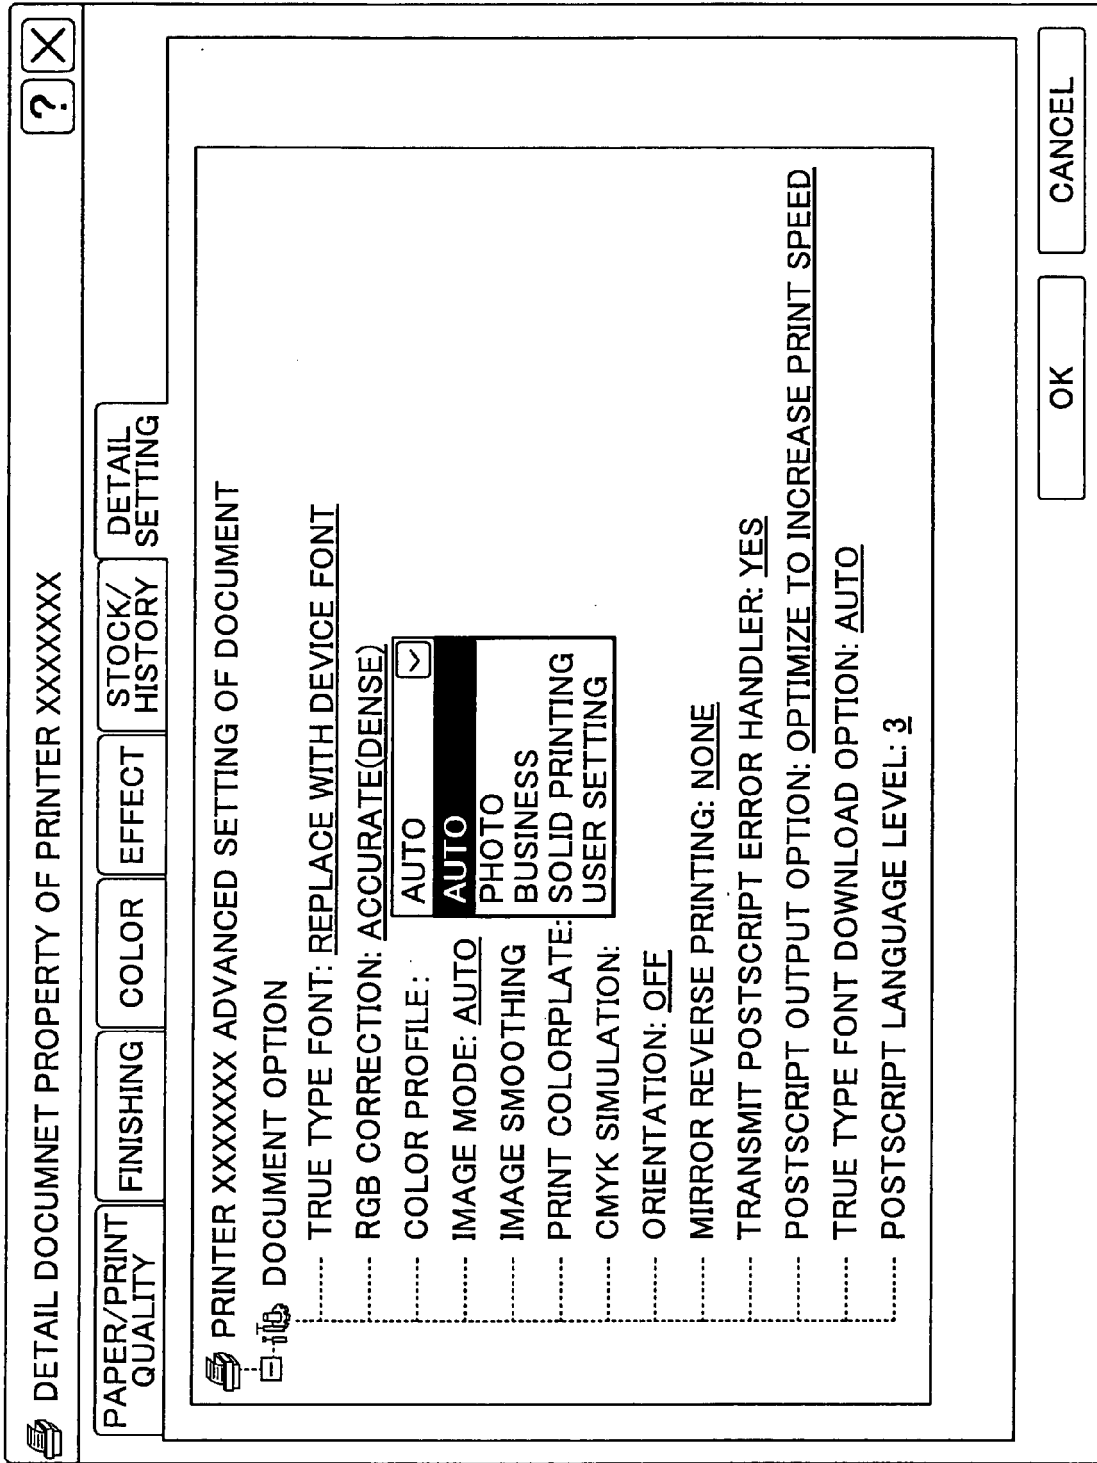 DETAIL DOCUMNET PROPERTY OF PRINTER XXXXXXX
? X
PAPER/PRINT
QUALITY
FINISHING
COLOR
EFFECT
STOCK/
HISTORY
DETAIL
SETTING
PRINTER XXXXXXX ADVANCED SETTING OF DOCUMENT
DOCUMENT OPTION
TRUE TYPE FONT: REPLACE WITH DEVICE FONT
RGB CORRECTION: ACCURATE(DENSE)
COLOR PROFILE:
AUTO
IMAGE MODE: AUTO
AUTO
IMAGE SMOOTHING
PHOTO
BUSINESS
PRINT COLORPLATE:
SOLID PRINTING
CMYK SIMULATION:
USER SETTING
ORIENTATION: OFF
MIRROR REVERSE PRINTING: NONE
TRANSMIT POSTSCRIPT ERROR HANDLER: YES
POSTSCRIPT OUTPUT OPTION: OPTIMIZE TO INCREASE PRINT SPEED
TRUE TYPE FONT DOWNLOAD OPTION: AUTO
POSTSCRIPT LANGUAGE LEVEL: 3
OK
CANCEL